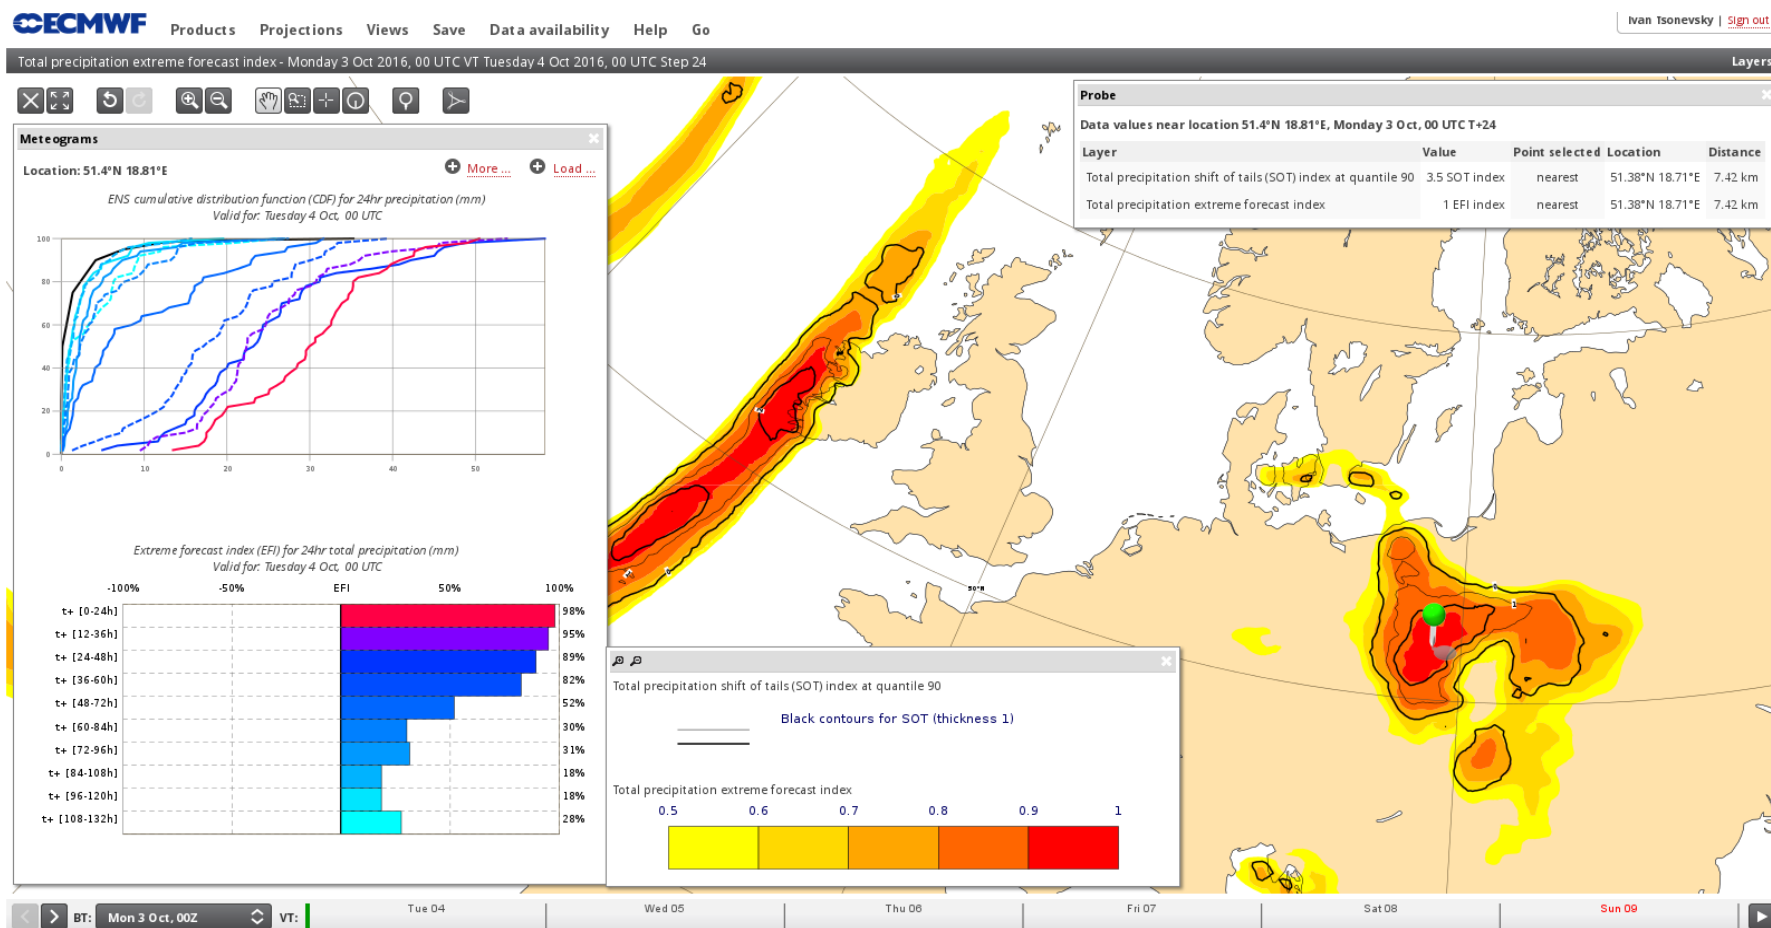 ECMWF
Products Projections Views Save Data availability Help Go
Ivan Tsonevsky | Sign out
Total precipitation extreme forecast index - Monday 3 Oct 2016, 00 UTC VT Tuesday 4 Oct 2016, 00 UTC Step 24
Layers
Probe
Data values near location 51.4°N 18.81°E, Monday 3 Oct, 00 UTC T+24
Layer Value Point selected Location Distance
Total precipitation shift of tails (SOT) index at quantile 90 3.5 SOT index nearest 51.38°N 18.71°E 7.42 km
Total precipitation extreme forecast index 1 EFI index nearest 51.38°N 18.71°E 7.42 km
Meteograms
Location: 51.4°N 18.81°E
More ... Load ...
ENS cumulative distribution function (CDF) for 24hr precipitation (mm)
Valid for: Tuesday 4 Oct, 00 UTC
100
80
60
40
20
0
0 10 20 30 40 50
Extreme forecast index (EFI) for 24hr total precipitation (mm)
Valid for: Tuesday 4 Oct, 00 UTC
-100% -50% EFI 50% 100%
t+ [0-24h] 98%
t+ [12-36h] 95%
t+ [24-48h] 89%
t+ [36-60h] 82%
t+ [48-72h] 52%
t+ [60-84h] 30%
t+ [72-96h] 31%
t+ [84-108h] 18%
t+ [96-120h] 18%
t+ [108-132h] 28%
50°N
1
Total precipitation shift of tails (SOT) index at quantile 90
Black contours for SOT (thickness 1)
Total precipitation extreme forecast index
0.5 0.6 0.7 0.8 0.9 1
BT: Mon 3 Oct, 00Z VT:
Tue 04 Wed 05 Thu 06 Fri 07 Sat 08 Sun 09